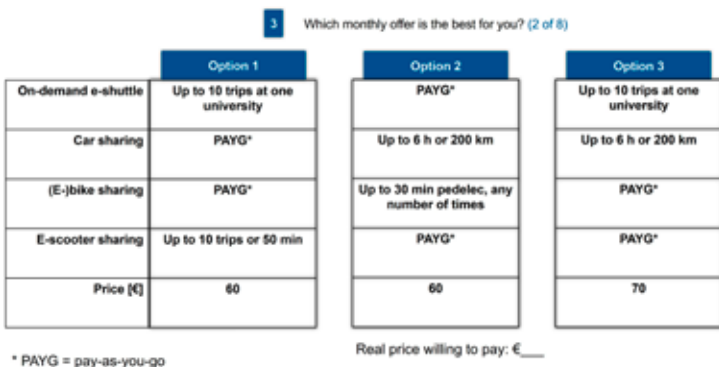 3 Which monthly offer is the best for you? (2 of 8)
Option 1 Option 2 Option 3
On-demand e-shuttle Up to 10 trips at one university PAYG* Up to 10 trips at one university
Car sharing PAYG* Up to 6 h or 200 km Up to 6 h or 200 km
(E-)bike sharing PAYG* Up to 30 min pedelec, any number of times PAYG*
E-scooter sharing Up to 10 trips or 50 min PAYG* PAYG*
Price [€] 60 60 70
* PAYG = pay-as-you-go
Real price willing to pay: €___